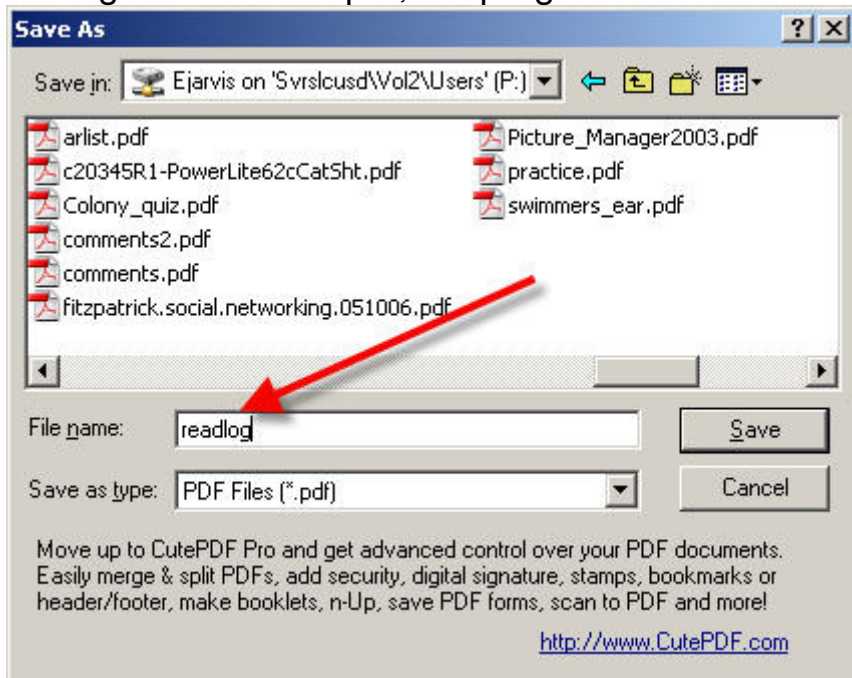 Save As
Save in: Ejarvis on 'Svrslcusd\Vol2\Users' (P:)
arlist.pdf
c20345R1-PowerLite62cCatSht.pdf
Colony_quiz.pdf
comments2.pdf
comments.pdf
fitzpatrick.social.networking.051006.pdf
Picture_Manager2003.pdf
practice.pdf
swimmers_ear.pdf
File name: readlog Save
Save as type: PDF Files (*.pdf) Cancel
Move up to CutePDF Pro and get advanced control over your PDF documents.
Easily merge & split PDFs, add security, digital signature, stamps, bookmarks or
header/footer, make booklets, n-Up, save PDF forms, scan to PDF and more!
http://www.CutePDF.com